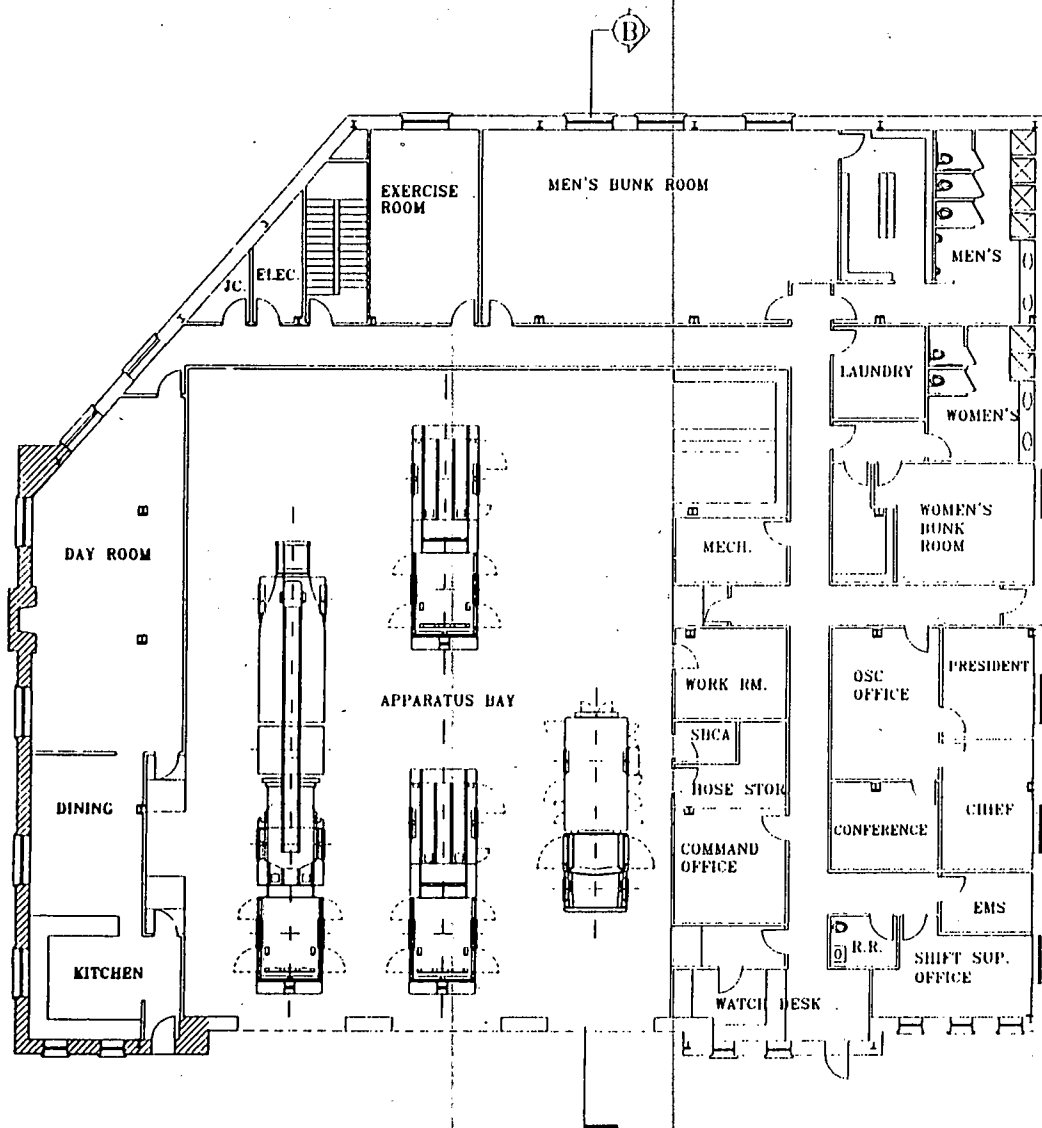 B
EXERCISE
ROOM
MEN'S BUNK ROOM
MEN'S
JC.
ELEC.
LAUNDRY
WOMEN'S
WOMEN'S
BUNK
ROOM
MECH.
DAY ROOM
APPARATUS BAY
WORK RM.
OSC
OFFICE
PRESIDENT
SBCA
HOSE STOR
DINING
CONFERENCE
CHIEF
COMMAND
OFFICE
EMS
KITCHEN
R.R.
SHIFT SUP.
OFFICE
WATCH DESK